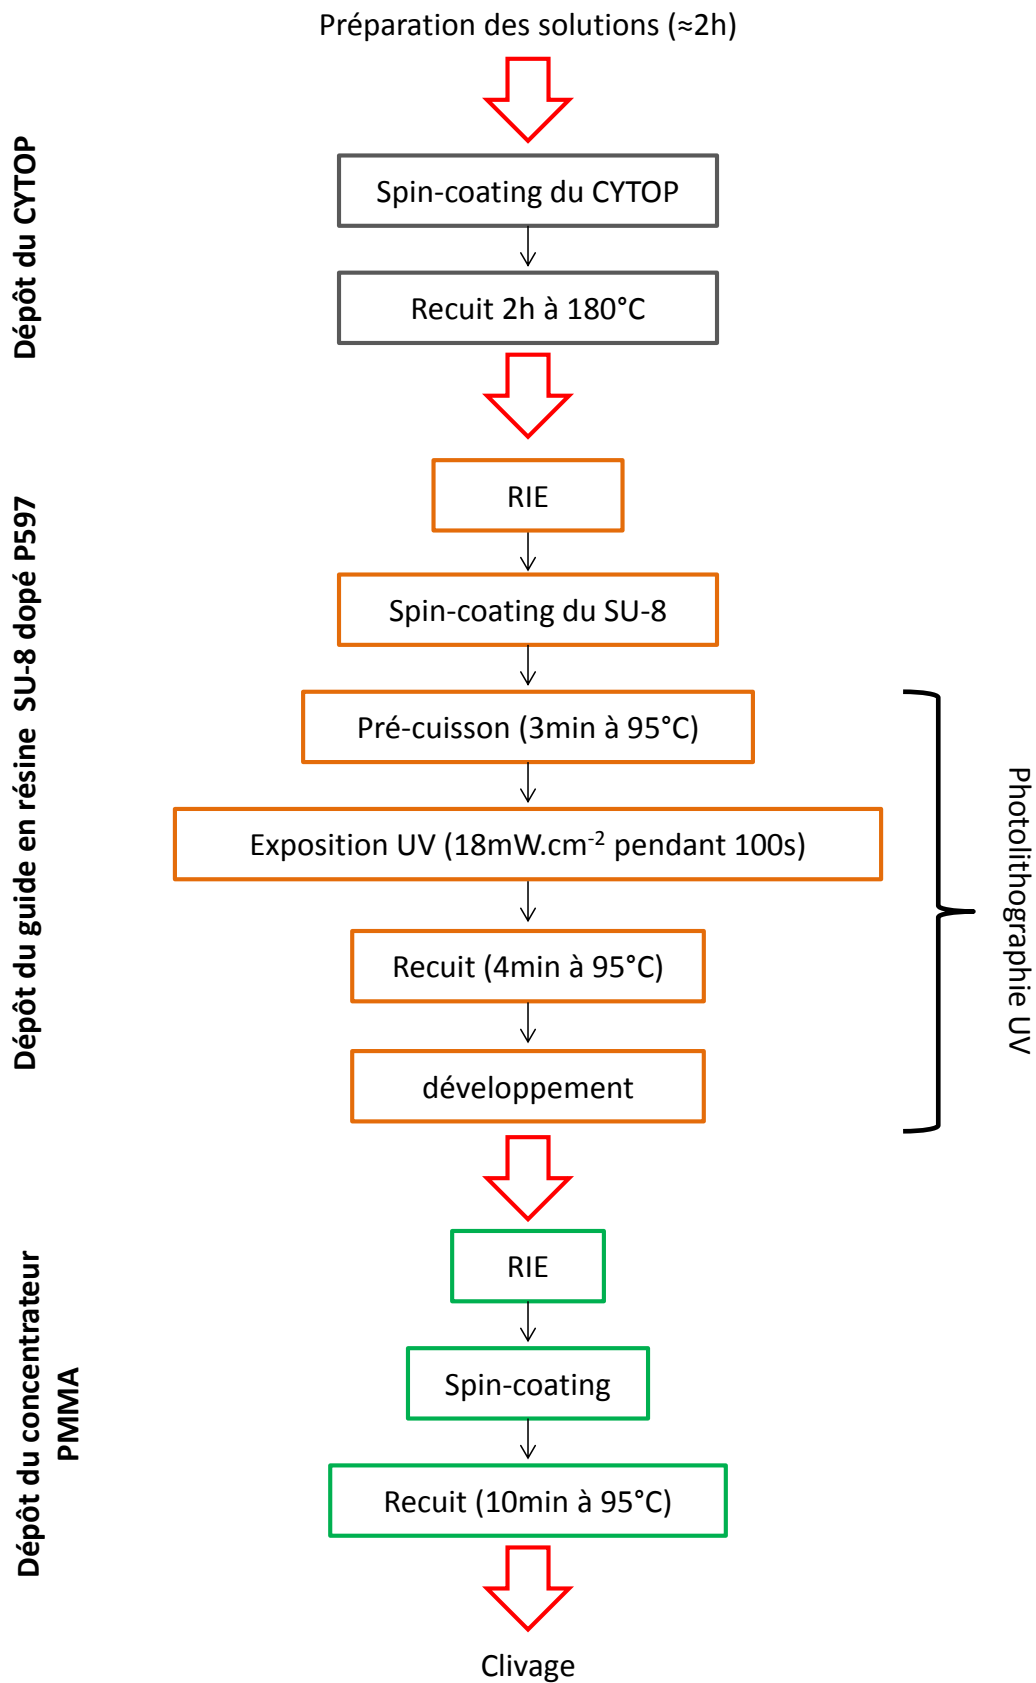 Préparation des solutions (≈2h)
Dépôt du CYTOP
Spin-coating du CYTOP
Recuit 2h à 180°C
Dépôt du guide en résine SU-8 dopé P597
RIE
Spin-coating du SU-8
Pré-cuisson (3min à 95°C)
Exposition UV (18mW.cm⁻² pendant 100s)
Recuit (4min à 95°C)
développement
Photolithographie UV
Dépôt du concentrateur
PMMA
RIE
Spin-coating
Recuit (10min à 95°C)
Clivage